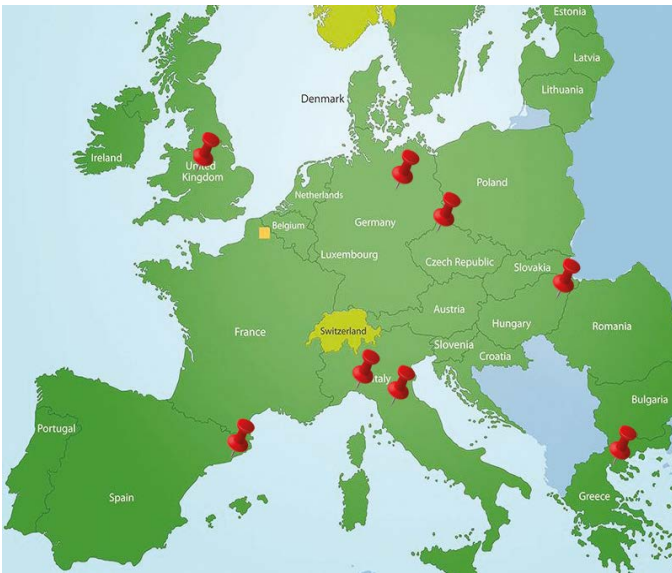 Estonia
Latvia
Lithuania
Denmark
Ireland
United
Kingdom
Netherlands
Poland
Germany
Belgium
Luxembourg
Czech Republic
Slovakia
Austria
Hungary
France
Switzerland
Slovenia
Romania
Croatia
Italy
Bulgaria
Portugal
Spain
Greece